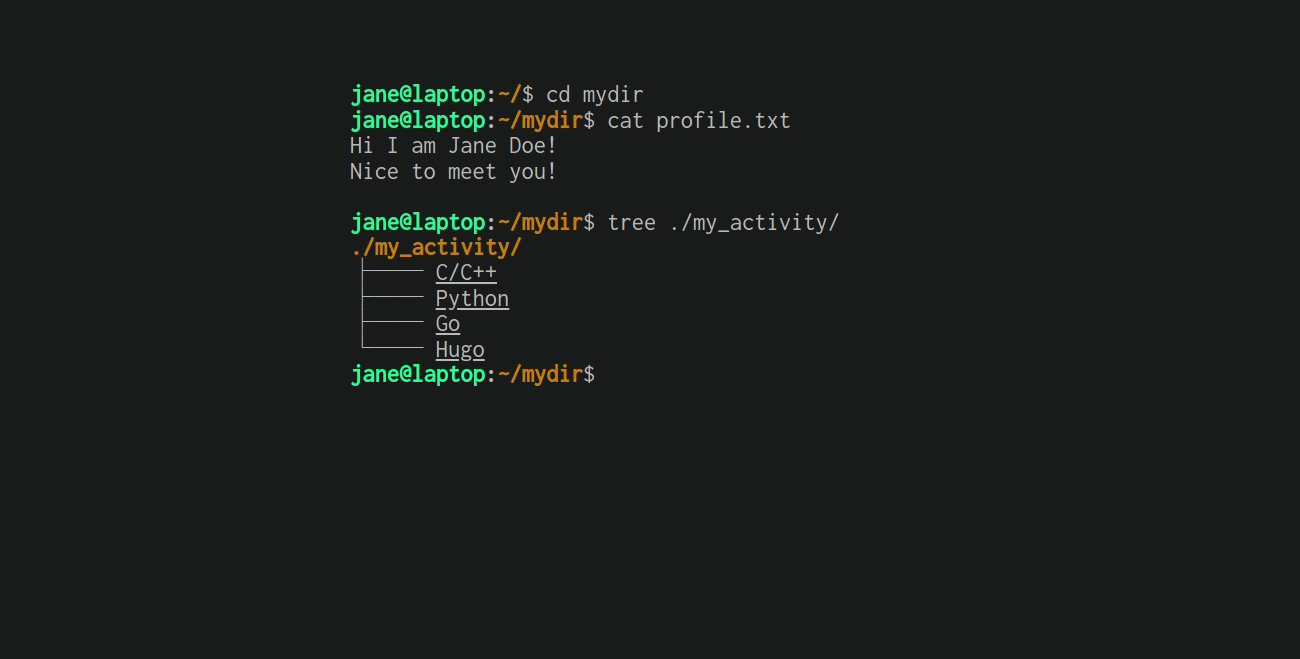 jane@laptop:~/$ cd mydir
jane@laptop:~/mydir$ cat profile.txt
Hi I am Jane Doe!
Nice to meet you!
jane@laptop:~/mydir$ tree ./my_activity/
./my_activity/
├──── C/C++
├──── Python
├──── Go
└──── Hugo
jane@laptop:~/mydir$